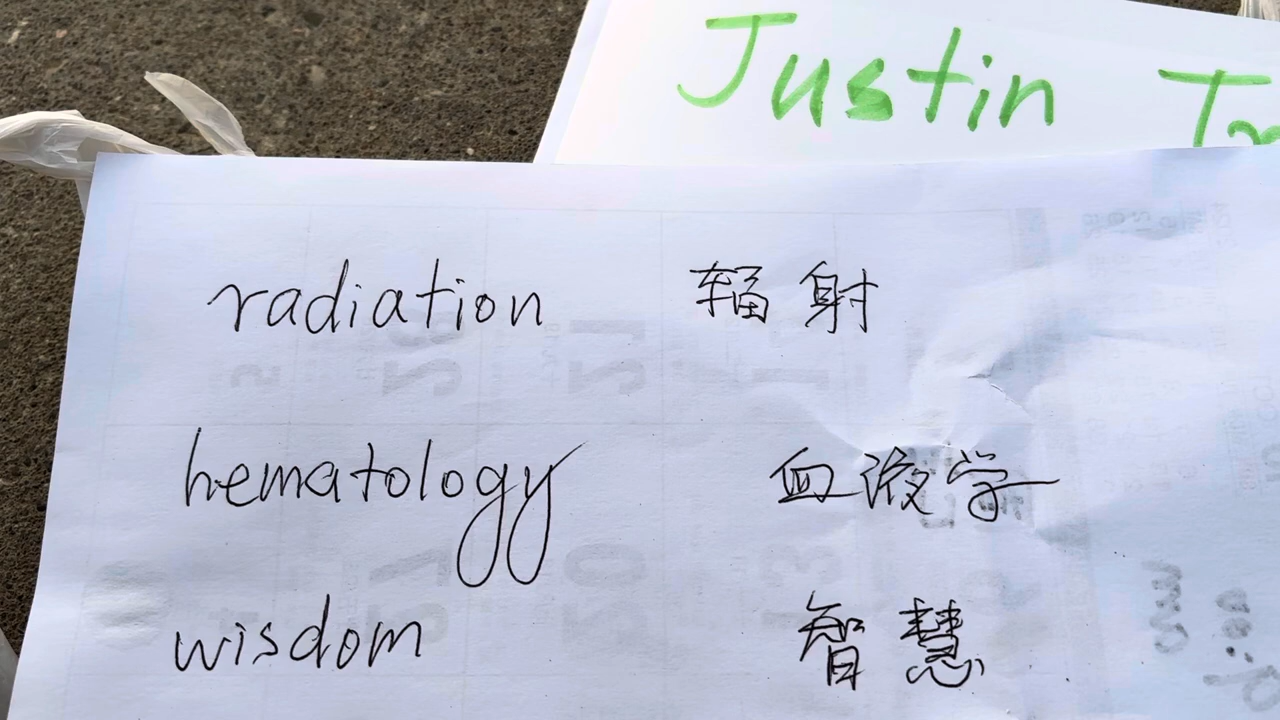 Justin
radiation 辐射
hematology 血液学
wisdom 智慧